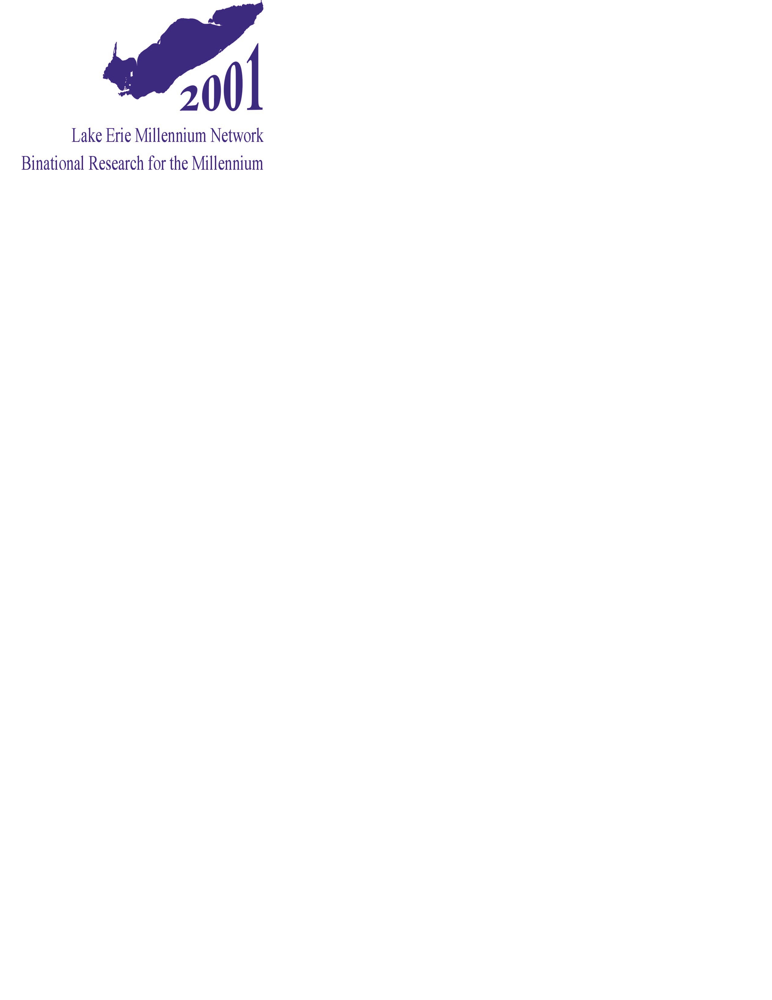 2001
Lake Erie Millennium Network
Binational Research for the Millennium